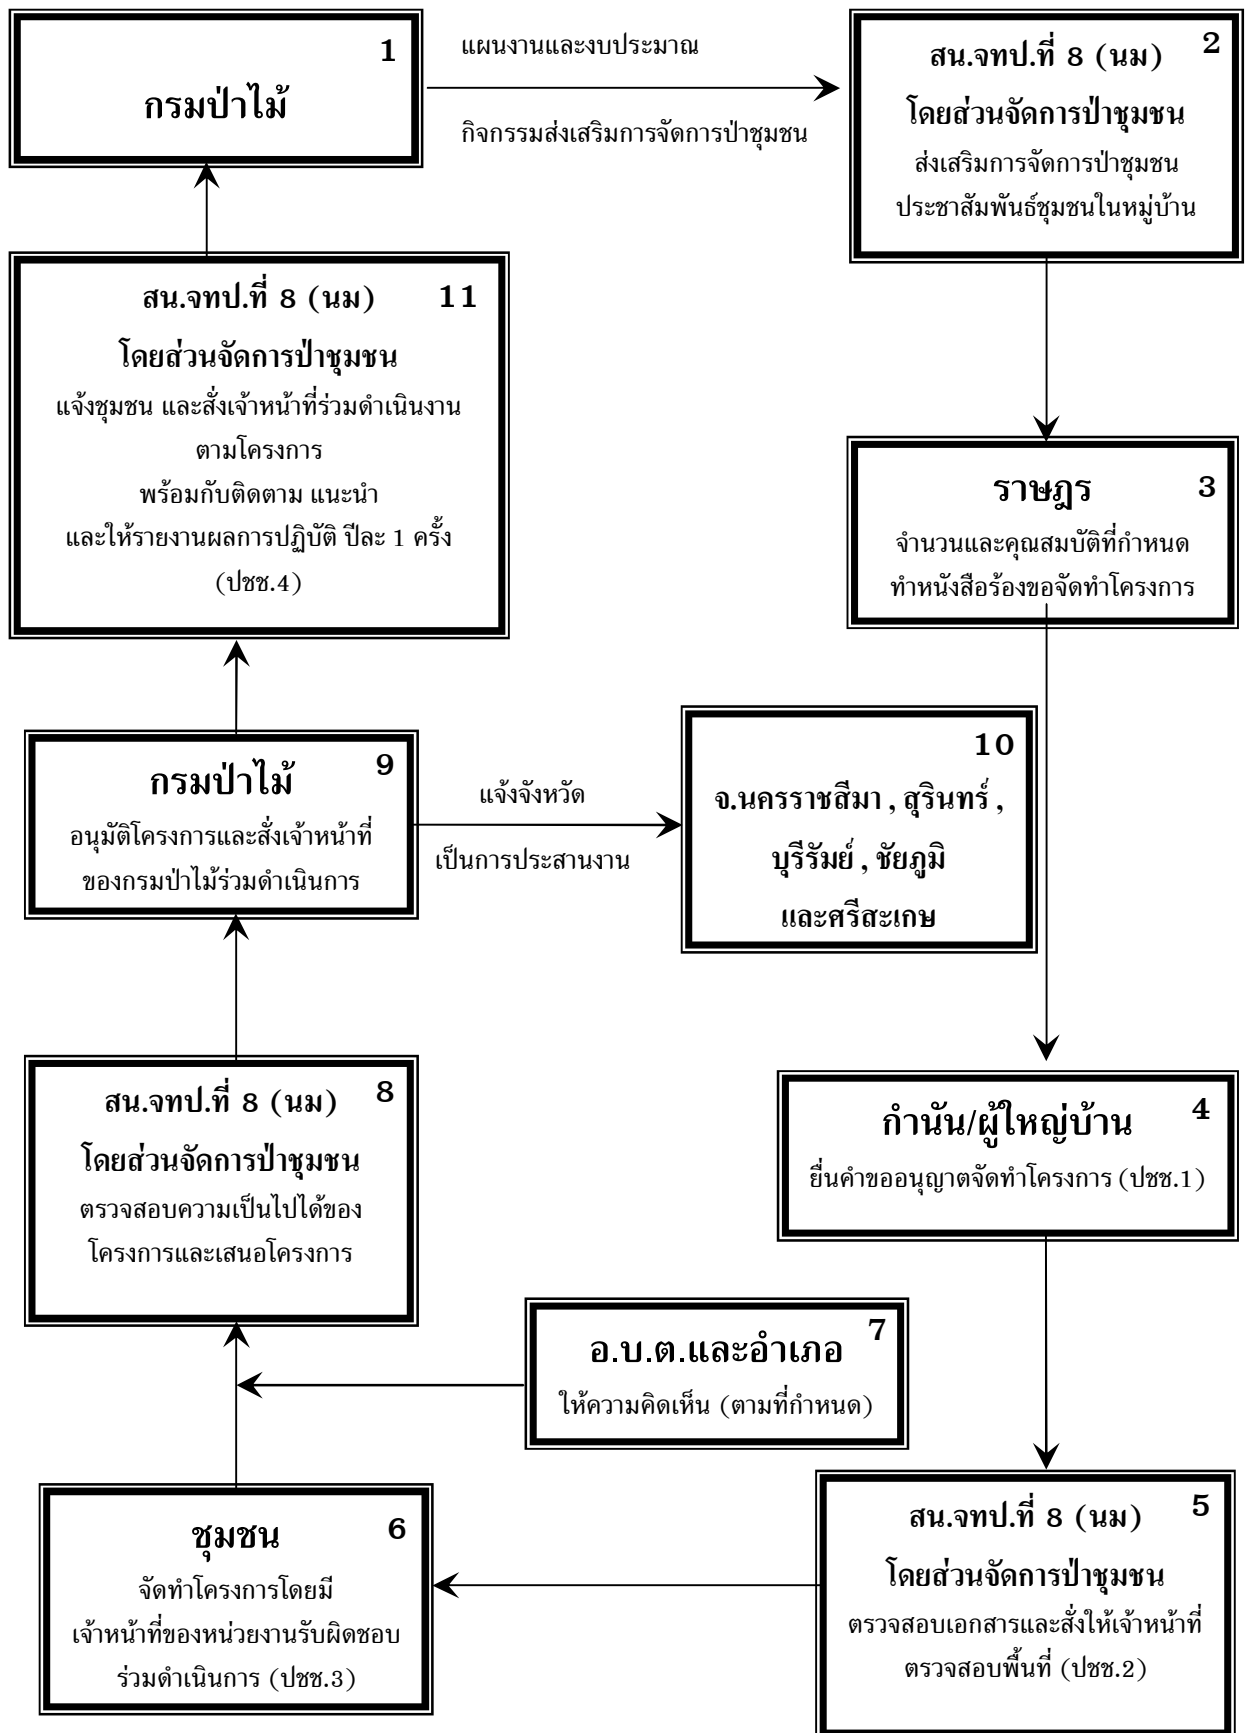 1
กรมป่าไม้
แผนงานและงบประมาณ
กิจกรรมส่งเสริมการจัดการป่าชุมชน
2
สน.จทป.ที่ 8 (นม)
โดยส่วนจัดการป่าชุมชน
ส่งเสริมการจัดการป่าชุมชน
ประชาสัมพันธ์ชุมชนในหมู่บ้าน
3
ราษฎร
จำนวนและคุณสมบัติที่กำหนด
ทำหนังสือร้องขอจัดทำโครงการ
4
กำนัน/ผู้ใหญ่บ้าน
ยื่นคำขออนุญาตจัดทำโครงการ (ปชช.1)
5
สน.จทป.ที่ 8 (นม)
โดยส่วนจัดการป่าชุมชน
ตรวจสอบเอกสารและสั่งให้เจ้าหน้าที่
ตรวจสอบพื้นที่ (ปชช.2)
6
ชุมชน
จัดทำโครงการโดยมี
เจ้าหน้าที่ของหน่วยงานรับผิดชอบ
ร่วมดำเนินการ (ปชช.3)
7
อ.บ.ต.และอำเภอ
ให้ความคิดเห็น (ตามที่กำหนด)
8
สน.จทป.ที่ 8 (นม)
โดยส่วนจัดการป่าชุมชน
ตรวจสอบความเป็นไปได้ของ
โครงการและเสนอโครงการ
9
กรมป่าไม้
อนุมัติโครงการและสั่งเจ้าหน้าที่
ของกรมป่าไม้ร่วมดำเนินการ
แจ้งจังหวัด
เป็นการประสานงาน
10
จ.นครราชสีมา , สุรินทร์ ,
บุรีรัมย์ , ชัยภูมิ
และศรีสะเกษ
11
สน.จทป.ที่ 8 (นม)
โดยส่วนจัดการป่าชุมชน
แจ้งชุมชน และสั่งเจ้าหน้าที่ร่วมดำเนินงาน
ตามโครงการ
พร้อมกับติดตาม แนะนำ
และให้รายงานผลการปฏิบัติ ปีละ 1 ครั้ง
(ปชช.4)